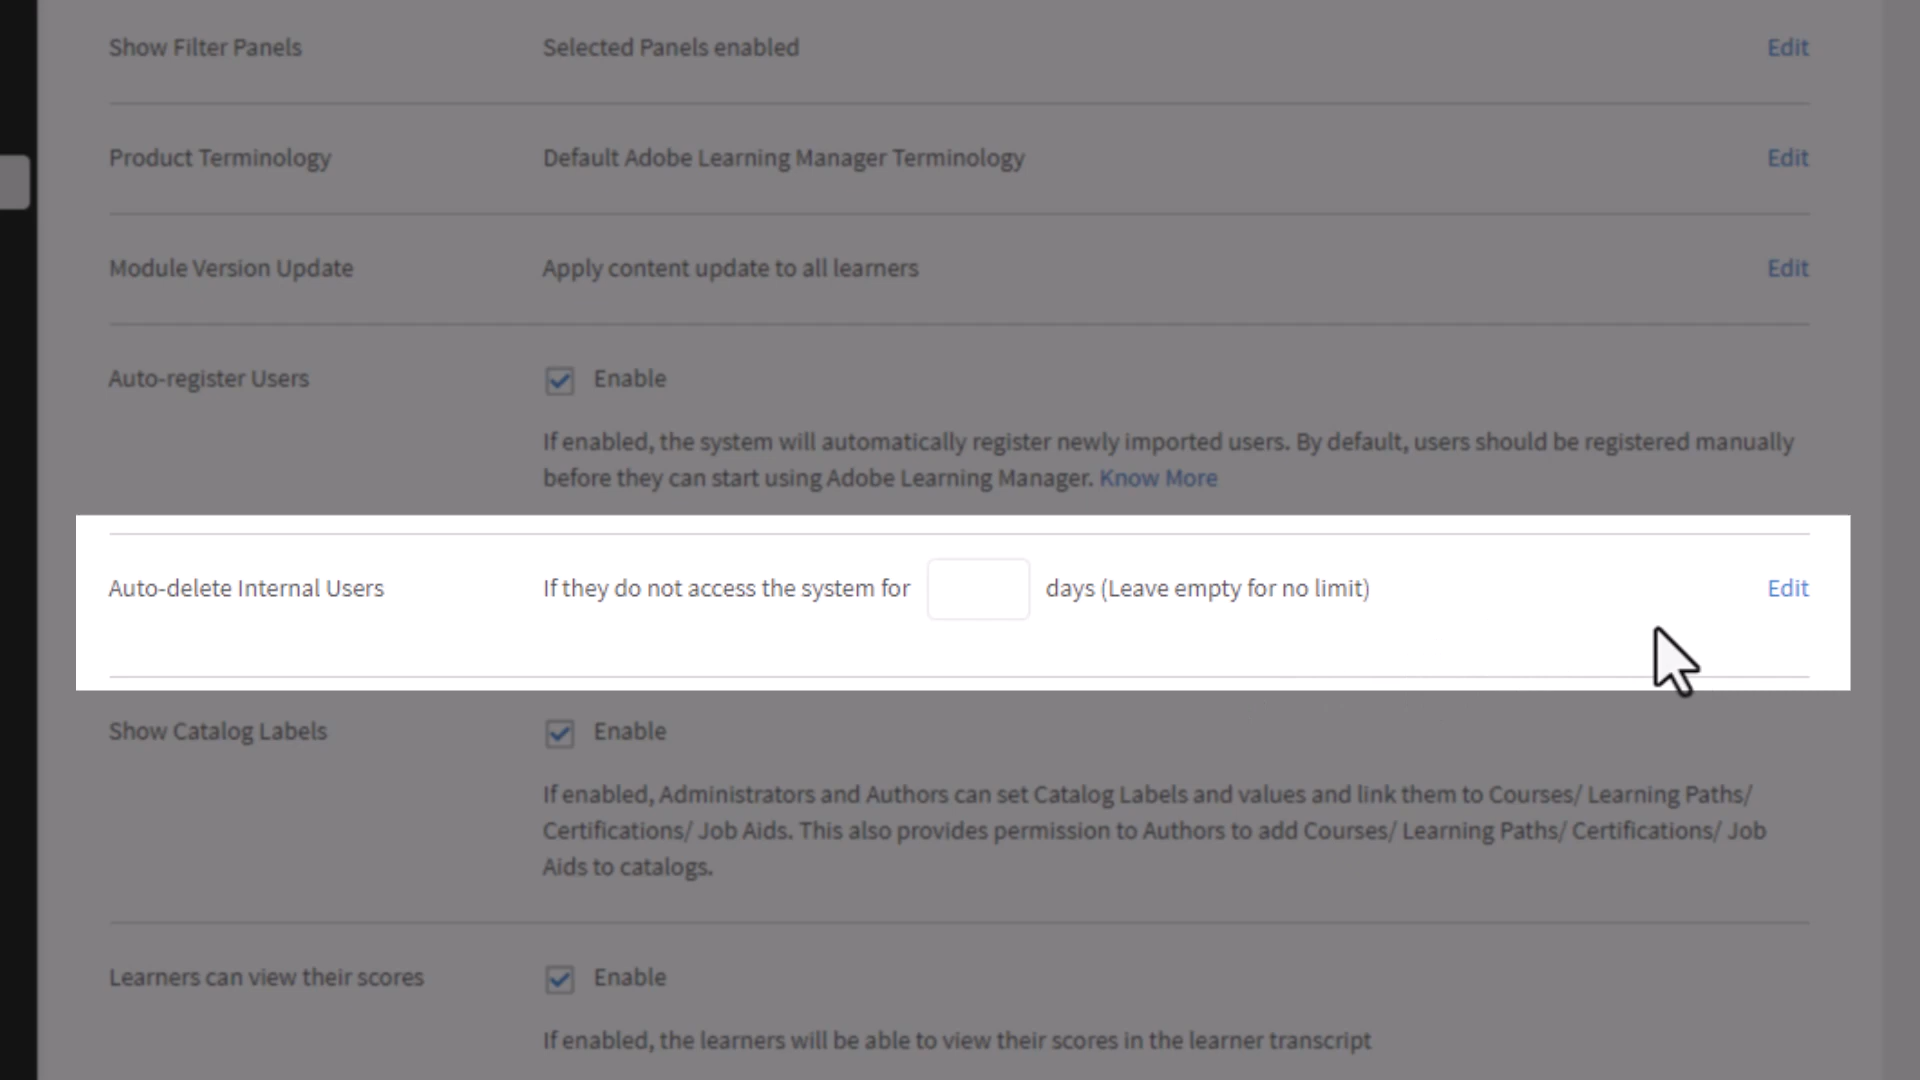 Show Filter Panels Selected Panels enabled Edit
Product Terminology Default Adobe Learning Manager Terminology Edit
Module Version Update Apply content update to all learners Edit
Auto-register Users Enable
If enabled, the system will automatically register newly imported users. By default, users should be registered manually
before they can start using Adobe Learning Manager. Know More
Auto-delete Internal Users If they do not access the system for days (Leave empty for no limit) Edit
Show Catalog Labels Enable
If enabled, Administrators and Authors can set Catalog Labels and values and link them to Courses/ Learning Paths/
Certifications/ Job Aids. This also provides permission to Authors to add Courses/ Learning Paths/ Certifications/ Job
Aids to catalogs.
Learners can view their scores Enable
If enabled, the learners will be able to view their scores in the learner transcript